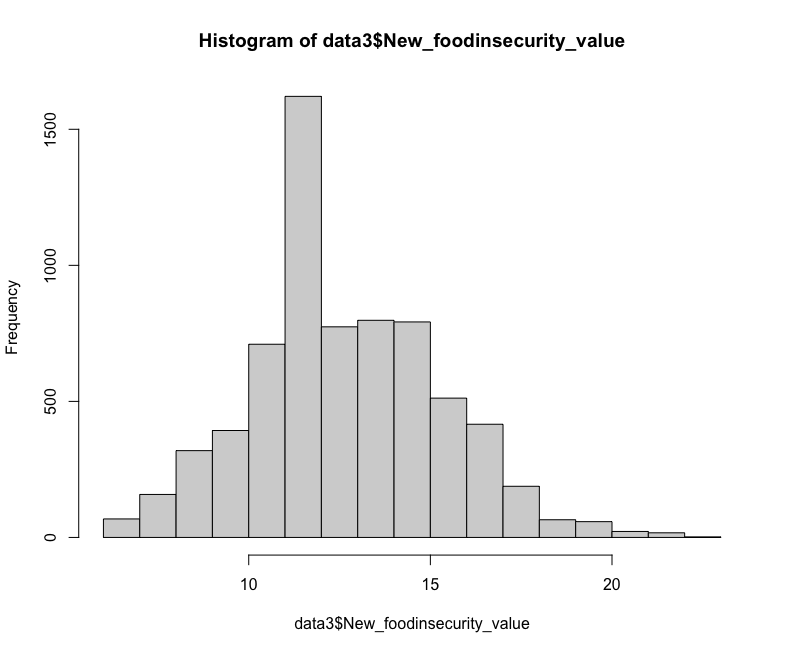 Histogram of data3$New_foodinsecurity_value
Frequency
1500
1000
500
0
10 15 20
data3$New_foodinsecurity_value